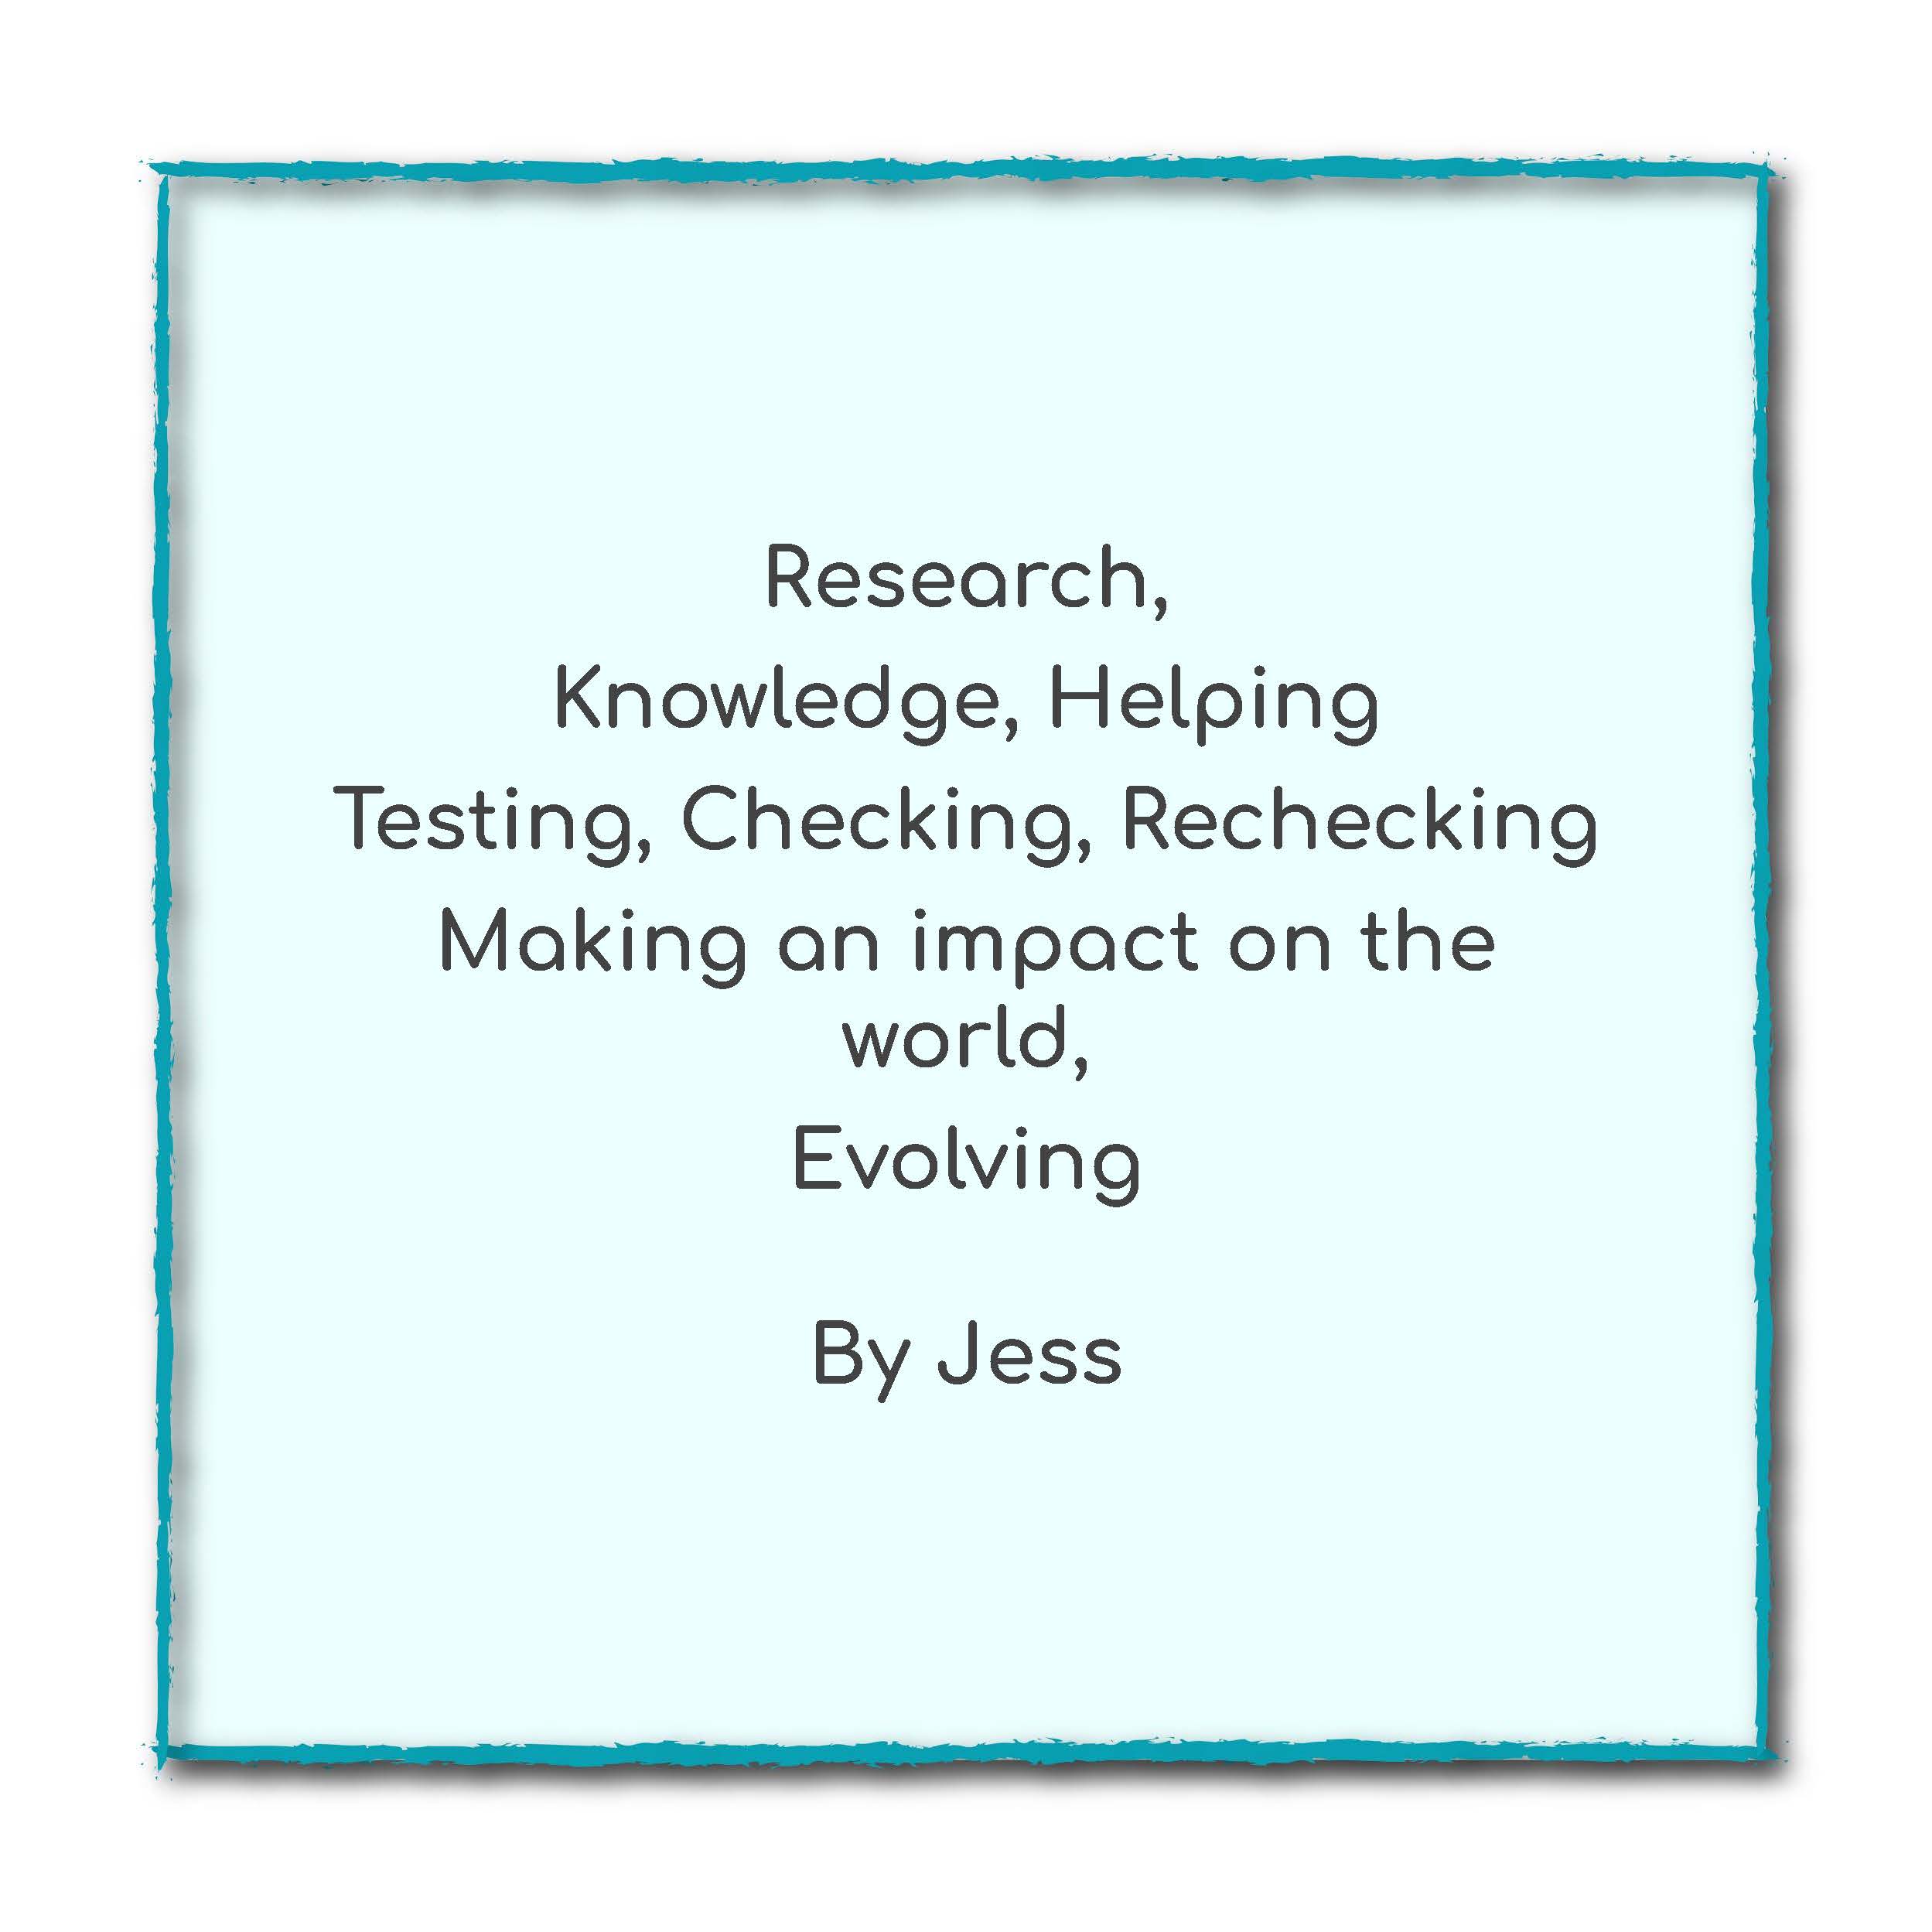 Research,
Knowledge, Helping
Testing, Checking, Rechecking
Making an impact on the
world,
Evolving
By Jess